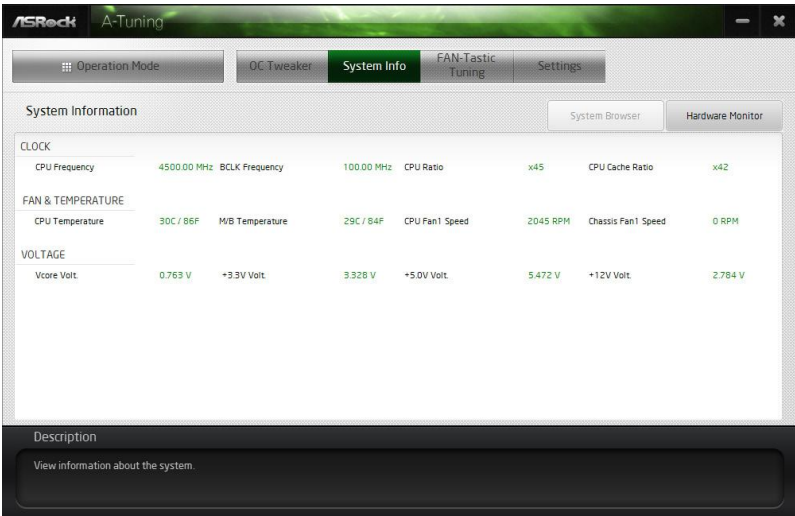 ASRock A-Tuning
Operation Mode OC Tweaker System Info FAN-Tastic Tuning Settings
System Information System Browser Hardware Monitor
CLOCK
CPU Frequency 4500.00 MHz BCLK Frequency 100.00 MHz CPU Ratio x45 CPU Cache Ratio x42
FAN & TEMPERATURE
CPU Temperature 30C / 86F M/B Temperature 29C / 84F CPU Fan1 Speed 2045 RPM Chassis Fan1 Speed 0 RPM
VOLTAGE
Vcore Volt. 0.763 V +3.3V Volt. 3.328 V +5.0V Volt. 5.472 V +12V Volt. 2.784 V
Description
View information about the system.